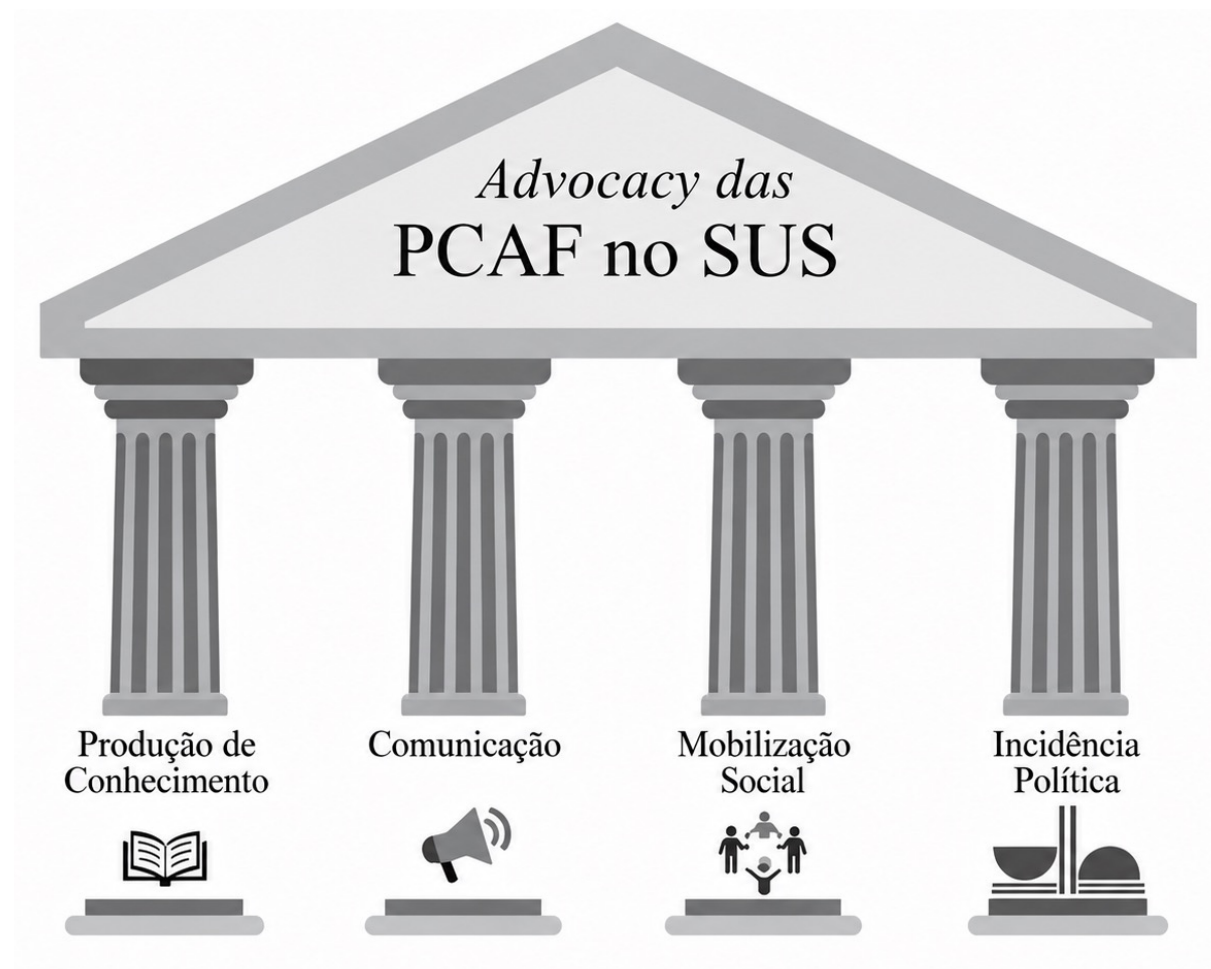 Advocacy das
PCAF no SUS
Produção de
Conhecimento
Comunicação
Mobilização
Social
Incidência
Política